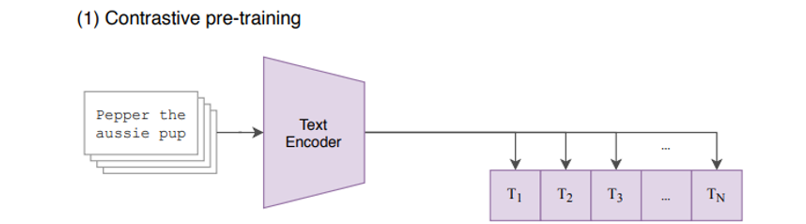 (1) Contrastive pre-training
Pepper the
aussie pup
Text
Encoder
...
T1 T2 T3 ... TN